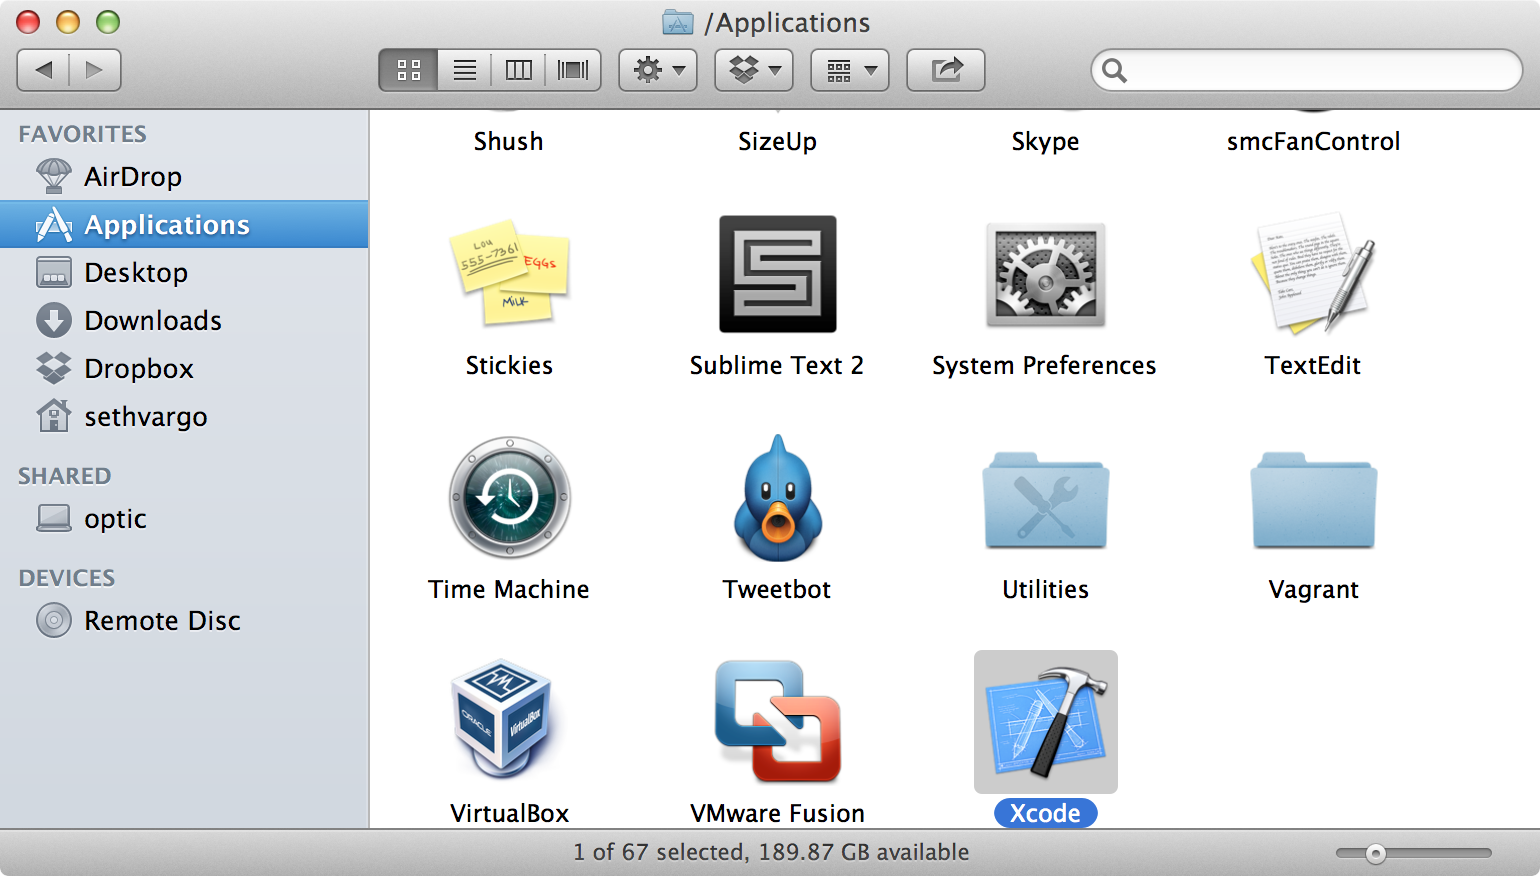 /Applications
FAVORITES
AirDrop
Applications
Desktop
Downloads
Dropbox
sethvargo
SHARED
optic
DEVICES
Remote Disc
Shush
SizeUp
Skype
smcFanControl
Lou
555-7361
EGGS
MILK
Stickies
Sublime Text 2
System Preferences
TextEdit
Time Machine
Tweetbot
Utilities
Vagrant
ORACLE
VirtualBox
VirtualBox
VMware Fusion
Xcode
1 of 67 selected, 189.87 GB available